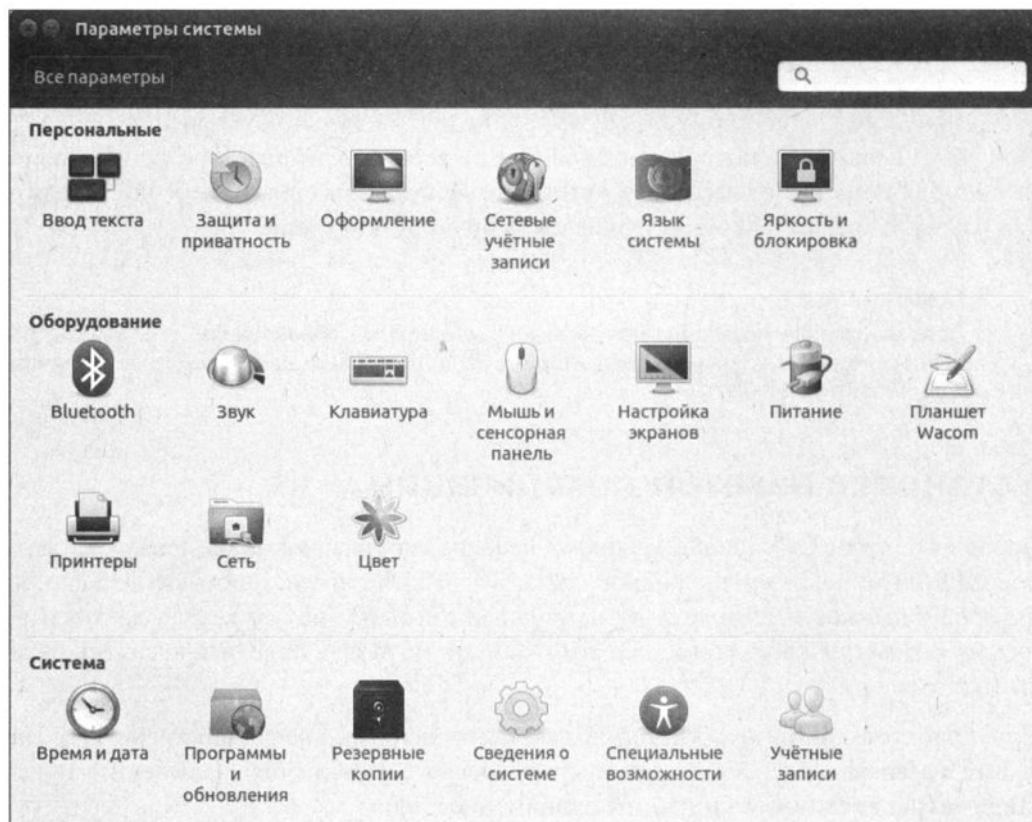 Параметры системы
Все параметры
Персональные
Ввод текста
Защита и
приватность
Оформление
Сетевые
учётные
записи
Язык
системы
Яркость и
блокировка
Оборудование
Bluetooth
Звук
Клавиатура
Мышь и
сенсорная
панель
Настройка
экранов
Питание
Планшет
Wacom
Принтеры
Сеть
Цвет
Система
Время и дата
Программы
и
обновления
Резервные
копии
Сведения о
системе
Специальные
возможности
Учётные
записи